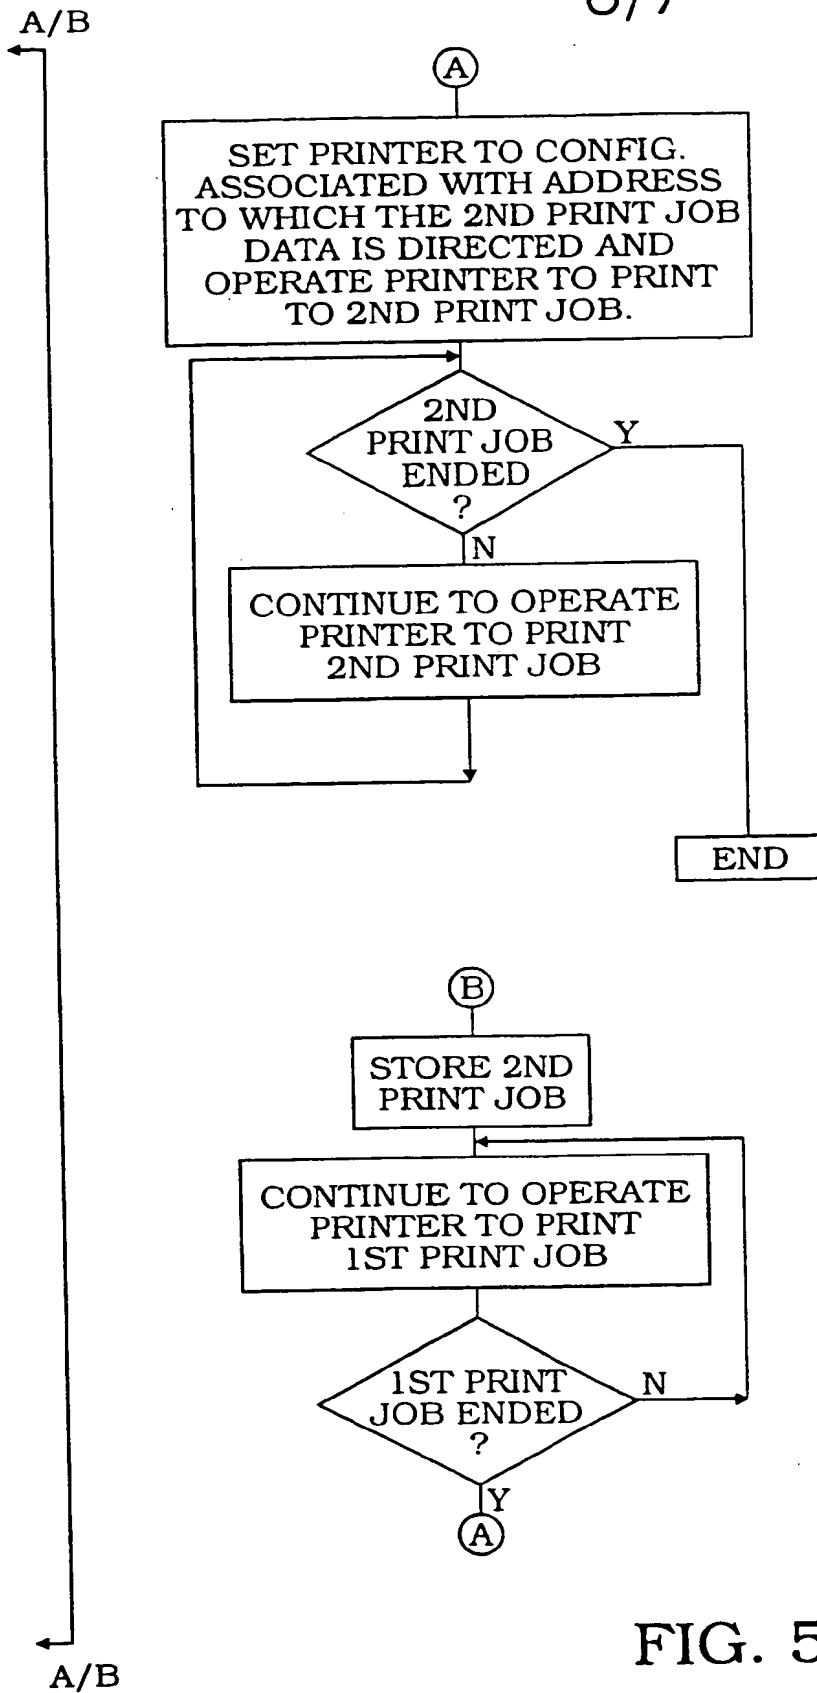 A/B
A
SET PRINTER TO CONFIG.
ASSOCIATED WITH ADDRESS
TO WHICH THE 2ND PRINT JOB
DATA IS DIRECTED AND
OPERATE PRINTER TO PRINT
TO 2ND PRINT JOB.
2ND
PRINT JOB
ENDED
?
Y
N
CONTINUE TO OPERATE
PRINTER TO PRINT
2ND PRINT JOB
END
B
STORE 2ND
PRINT JOB
CONTINUE TO OPERATE
PRINTER TO PRINT
1ST PRINT JOB
1ST PRINT
JOB ENDED
?
N
Y
A
FIG. 5
A/B